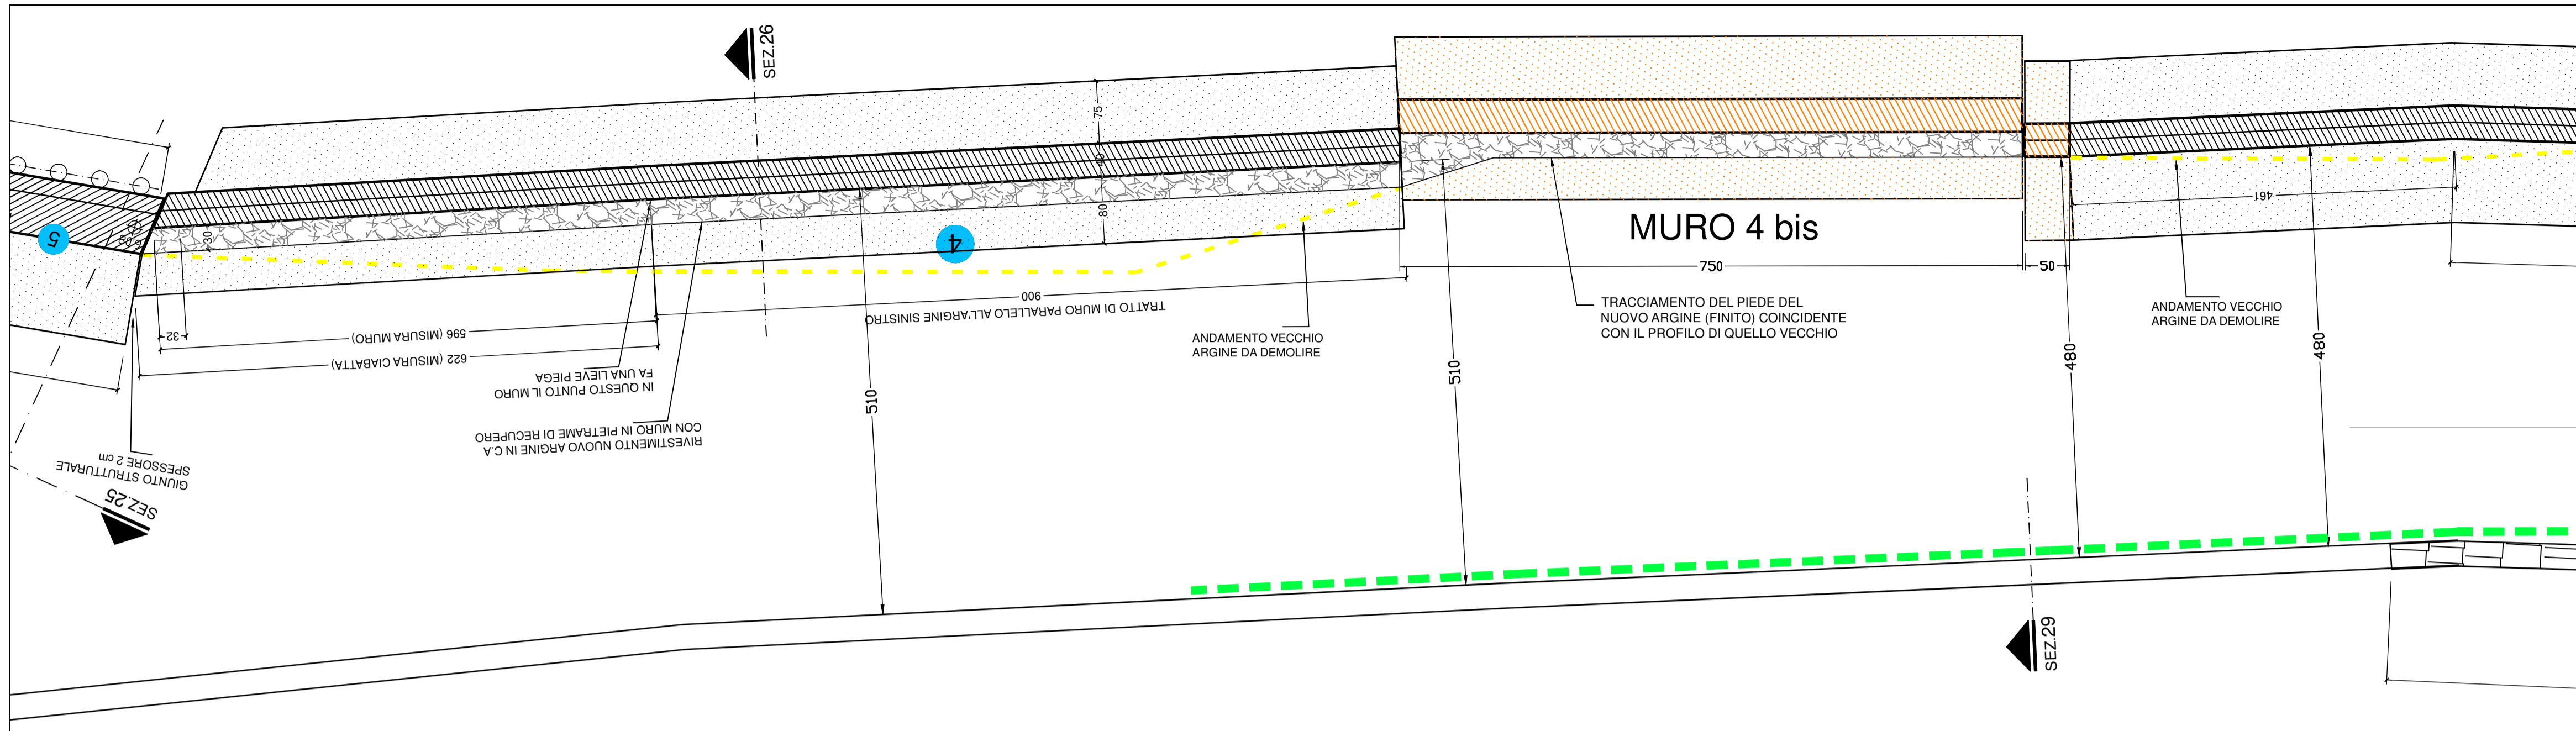 SEZ.26
75
40
80
5
30
4
MURO 4 bis
750
50
461
900
TRATTO DI MURO PARALLELO ALL'ARGINE SINISTRO
TRACCIAMENTO DEL PIEDE DEL
NUOVO ARGINE (FINITO) COINCIDENTE
CON IL PROFILO DI QUELLO VECCHIO
ANDAMENTO VECCHIO
ARGINE DA DEMOLIRE
ANDAMENTO VECCHIO
ARGINE DA DEMOLIRE
32
596 (MISURA MURO)
622 (MISURA CIABATTA)
IN QUESTO PUNTO IL MURO
FA UNA LIEVE PIEGA
RIVESTIMENTO NUOVO ARGINE IN C.A
CON MURO IN PIETRAME DI RECUPERO
510
510
480
480
GIUNTO STRUTTURALE
SPESSORE 2 cm
SEZ.25
SEZ.29